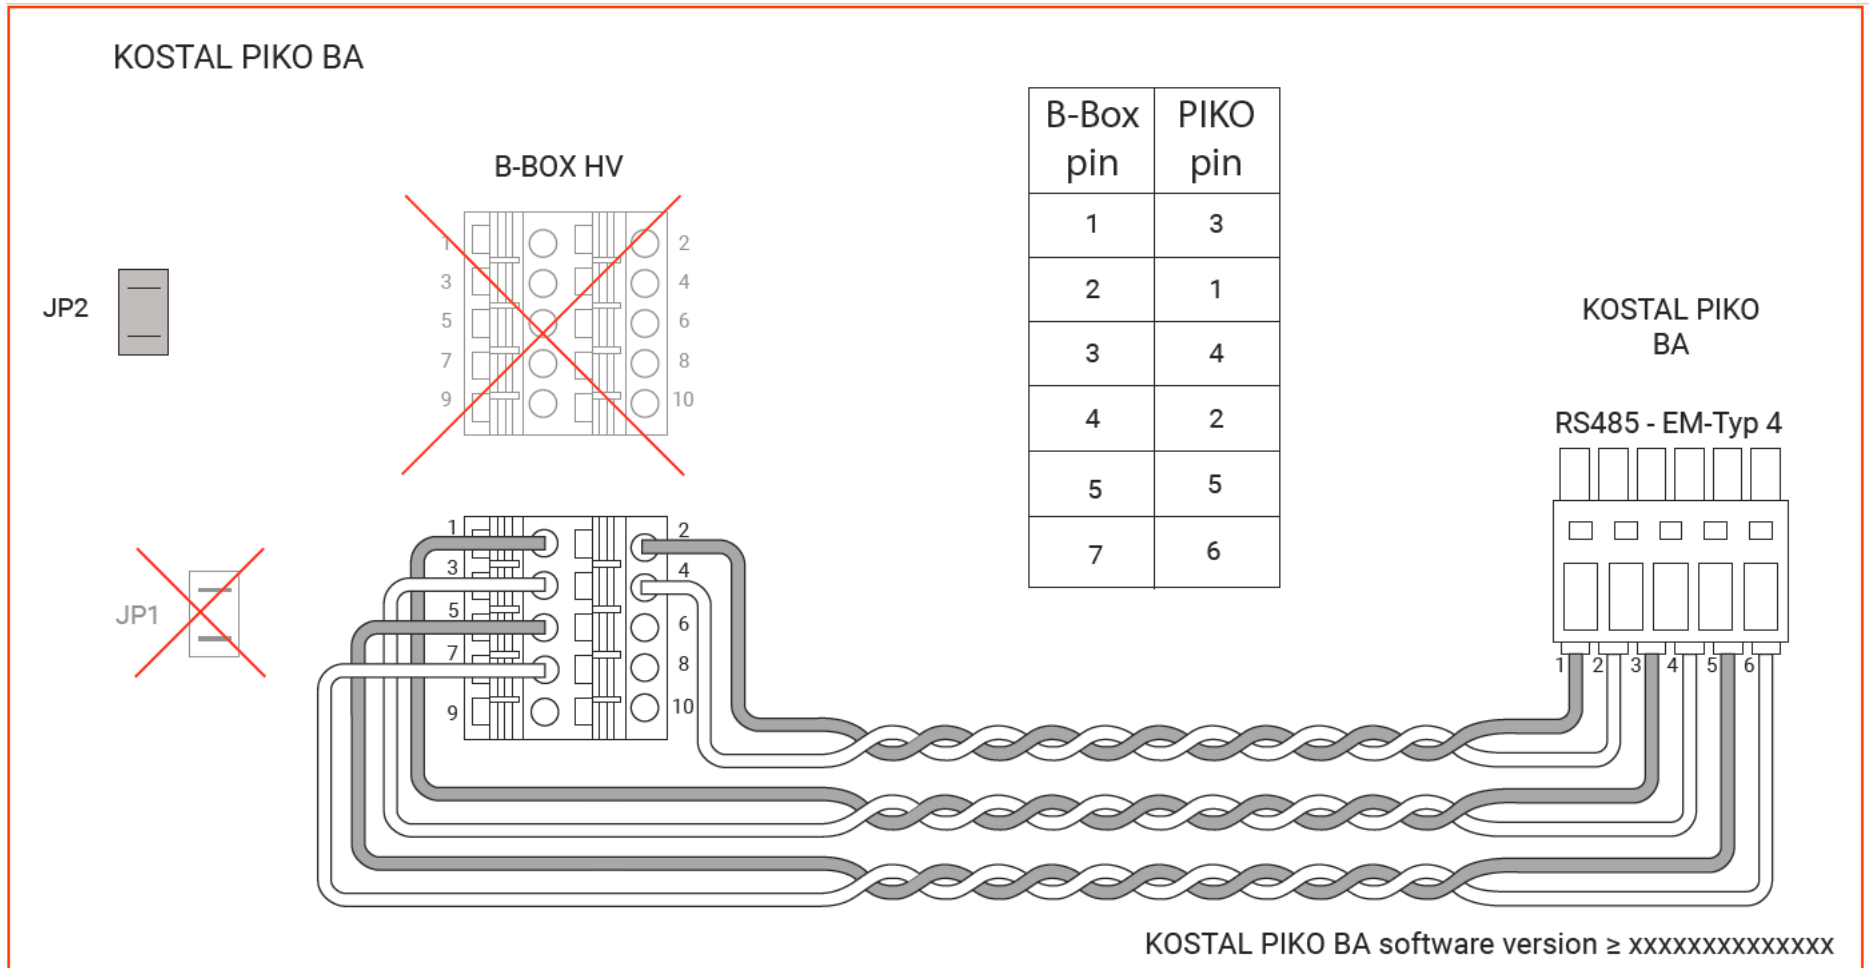 KOSTAL PIKO BA
B-BOX HV
1 2
3 4
5 6
7 8
9 10
JP2
B-Box pin PIKO pin
1 3
2 1
3 4
4 2
5 5
7 6
KOSTAL PIKO
BA
RS485 - EM-Typ 4
1 2 3 4 5 6
JP1
1 2
3 4
5 6
7 8
9 10
KOSTAL PIKO BA software version ≥ xxxxxxxxxxxxxx